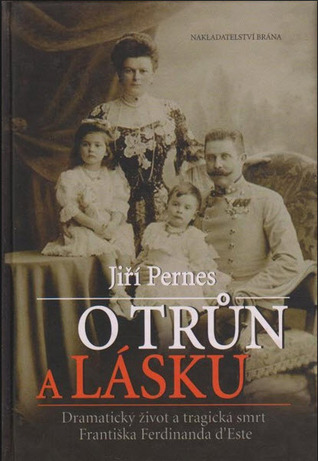 NAKLADATELSTVÍ BRÁNA
Jiří Pernes
O TRŮN
A LÁSKU
Dramatický život a tragická smrt
Františka Ferdinanda d'Este